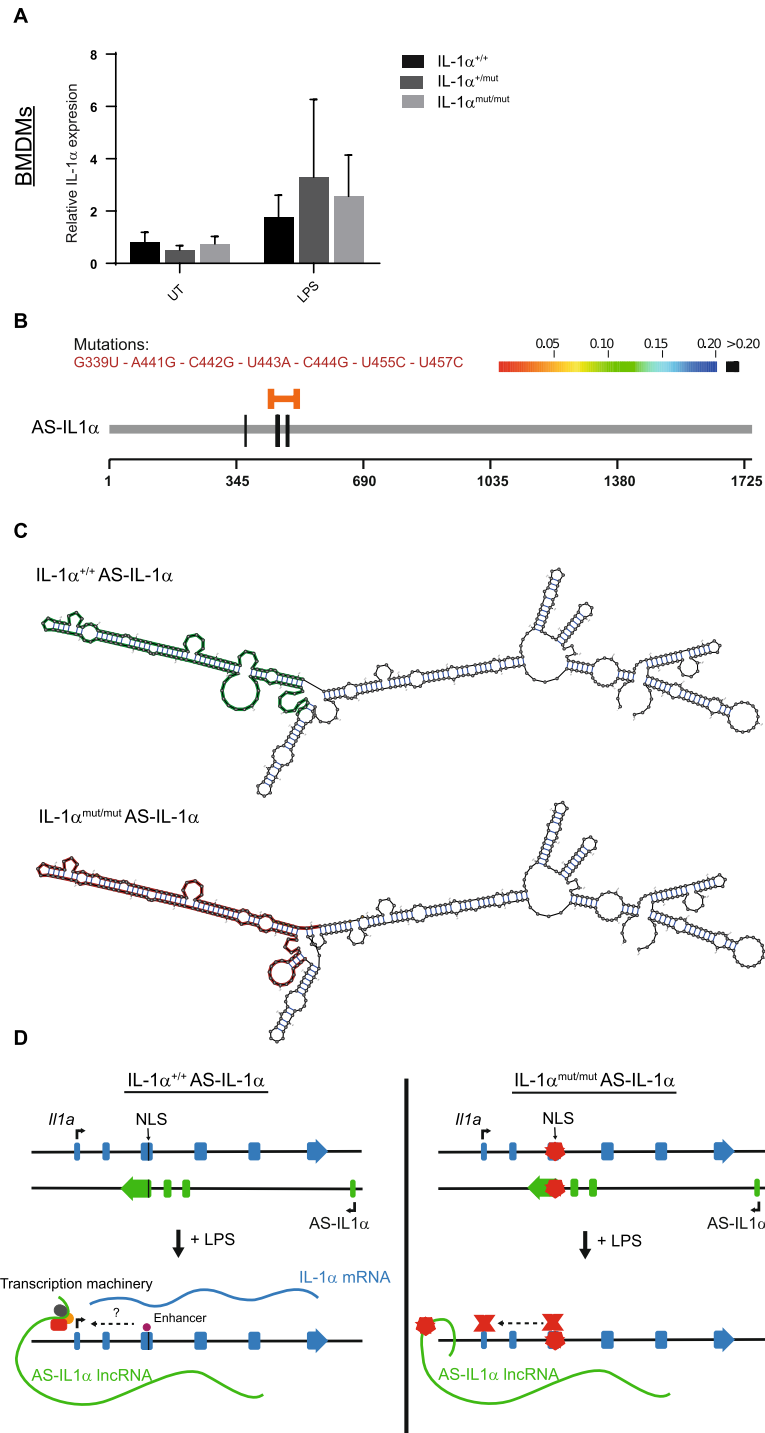 A
BMDMs
Relative IL-1α expresion
8
6
4
2
0
UT
LPS
IL-1α+/+
IL-1α+/mut
IL-1αmut/mut
B
Mutations:
G339U - A441G - C442G - U443A - C444G - U455C - U457C
0.05 0.10 0.15 0.20 >0.20
AS-IL1α
1 345 690 1035 1380 1725
C
IL-1α+/+ AS-IL-1α
IL-1αmut/mut AS-IL-1α
D
IL-1α+/+ AS-IL-1α
Il1a
NLS
AS-IL1α
+ LPS
Transcription machinery
IL-1α mRNA
?
Enhancer
AS-IL1α lncRNA
IL-1αmut/mut AS-IL-1α
Il1a
NLS
AS-IL1α
+ LPS
AS-IL1α lncRNA